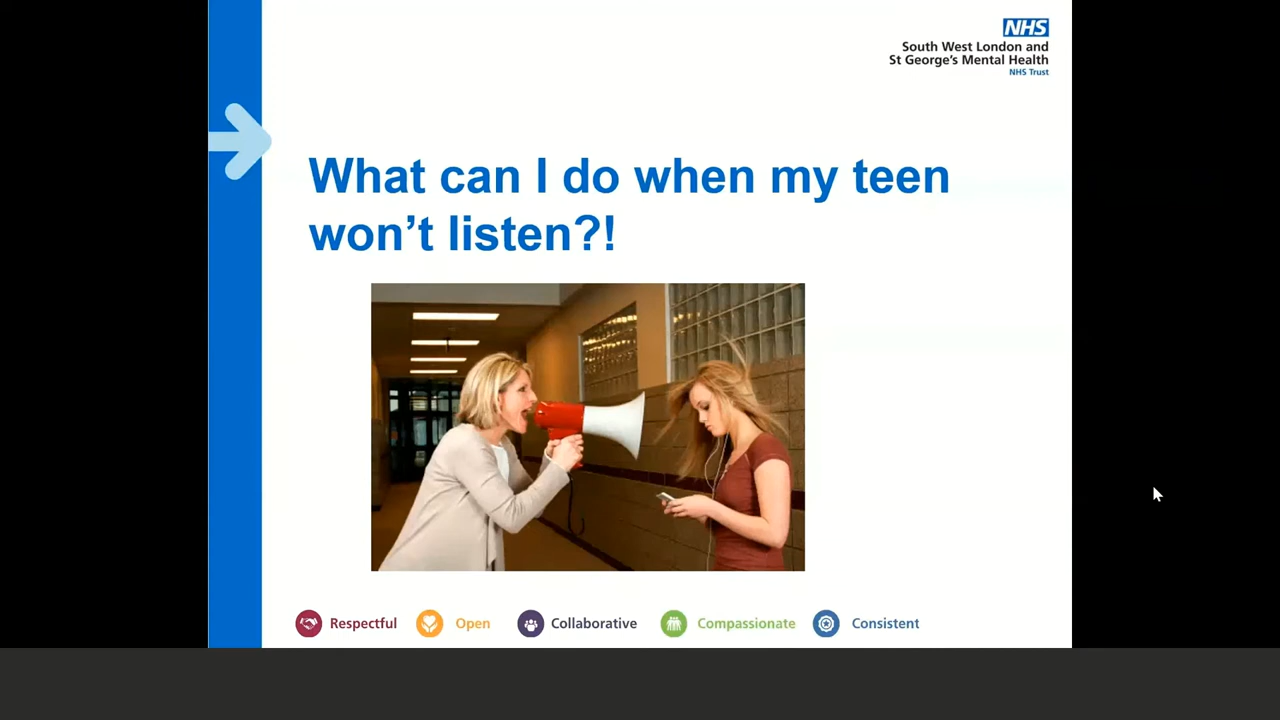 NHS
South West London and
St George's Mental Health
NHS Trust
What can I do when my teen
won't listen?!
Respectful Open Collaborative Compassionate Consistent